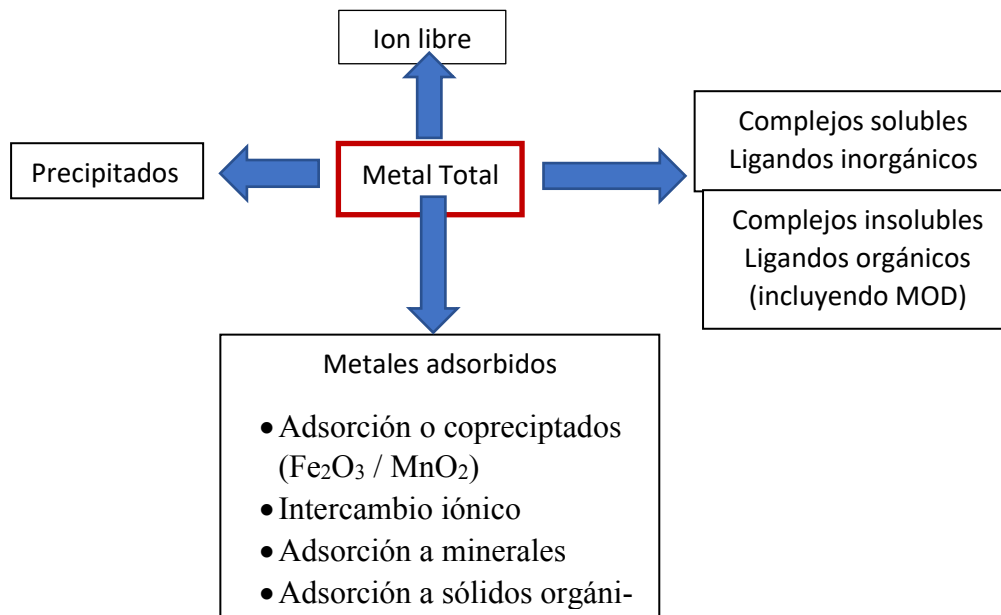 Ion libre
Precipitados
Metal Total
Complejos solubles
Ligandos inorgánicos
Complejos insolubles
Ligandos orgánicos
(incluyendo MOD)
Metales adsorbidos
• Adsorción o copreciptados
(Fe₂O₃ / MnO₂)
• Intercambio iónico
• Adsorción a minerales
• Adsorción a sólidos orgáni-